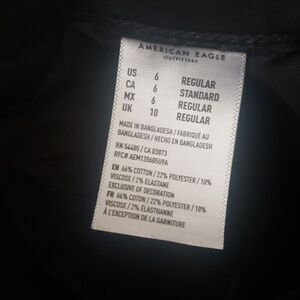 AMERICAN EAGLE
OUTFITTERS
US 6 REGULAR
CA 6 STANDARD
MX 6 REGULAR
UK 10 REGULAR
MADE IN BANGLADESH / FABRIQUÉ AU
BANGLADESH / HECHO EN BANGLADESH
RN 54485 / CA 03873
RFC# AEM120605U9A
EN 66% COTTON / 22% POLYESTER / 10%
VISCOSE / 2% ELASTANE
EXCLUSIVE OF DECORATION
FR 66% COTON / 22% POLYESTER / 10%
VISCOSE / 2% ÉLASTHANNE
À L'EXCEPTION DE LA GARNITURE